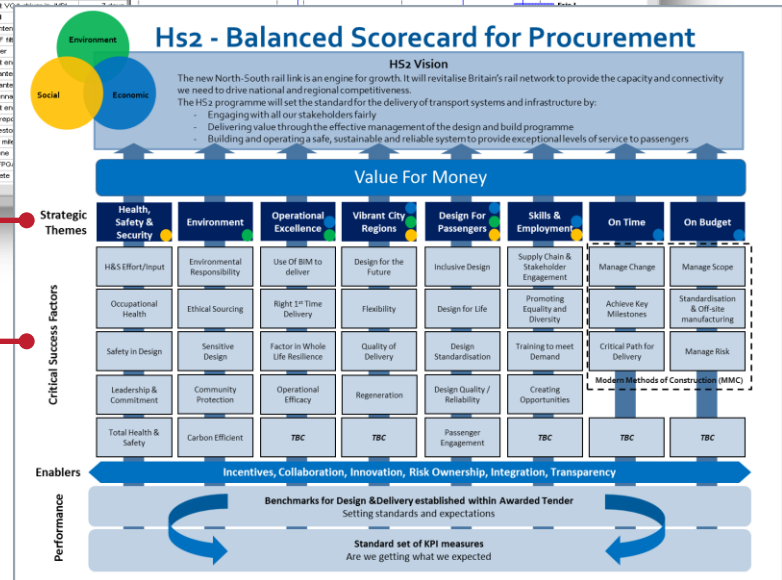 Hs2 - Balanced Scorecard for Procurement
Environment
Social
Economic
HS2 Vision
The new North-South rail link is an engine for growth. It will revitalise Britain's rail network to provide the capacity and connectivity
we need to drive national and regional competitiveness.
The HS2 programme will set the standard for the delivery of transport systems and infrastructure by:
- Engaging with all our stakeholders fairly
- Delivering value through the effective management of the design and build programme
- Building and operating a safe, sustainable and reliable system to provide exceptional levels of service to passengers
Value For Money
Strategic
Themes
Health,
Safety &
Security
Environment
Operational
Excellence
Vibrant City
Regions
Design For
Passengers
Skills &
Employment
On Time
On Budget
Critical Success Factors
H&S Effort/Input
Environmental
Responsibility
Use Of BIM to
deliver
Design for the
Future
Inclusive Design
Supply Chain &
Stakeholder
Engagement
Manage Change
Manage Scope
Occupational
Health
Ethical Sourcing
Right 1st Time
Delivery
Flexibility
Design for Life
Promoting
Equality and
Diversity
Achieve Key
Milestones
Standardisation
& Off-site
manufacturing
Safety in Design
Sensitive
Design
Factor in Whole
Life Resilience
Quality of
Delivery
Design
Standardisation
Training to meet
Demand
Critical Path for
Delivery
Manage Risk
Modern Methods of Construction (MMC)
Leadership &
Commitment
Community
Protection
Operational
Efficacy
Regeneration
Design Quality /
Reliability
Creating
Opportunities
Total Health &
Safety
Carbon Efficient
TBC
TBC
Passenger
Engagement
TBC
TBC
TBC
Enablers
Incentives, Collaboration, Innovation, Risk Ownership, Integration, Transparency
Performance
Benchmarks for Design &Delivery established within Awarded Tender
Setting standards and expectations
Standard set of KPI measures
Are we getting what we expected